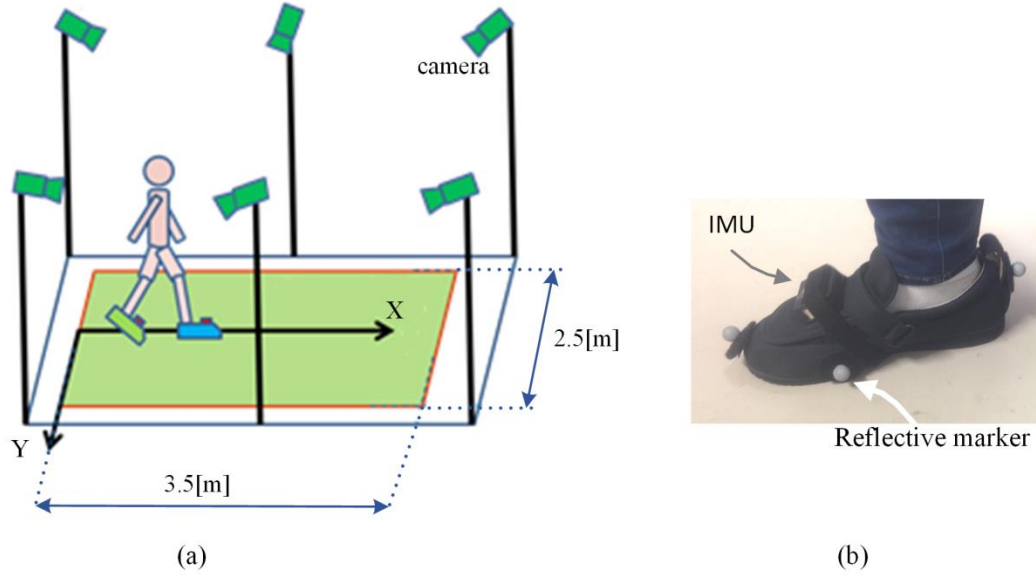 camera
X
2.5[m]
Y
3.5[m]
(a)
IMU
Reflective marker
(b)